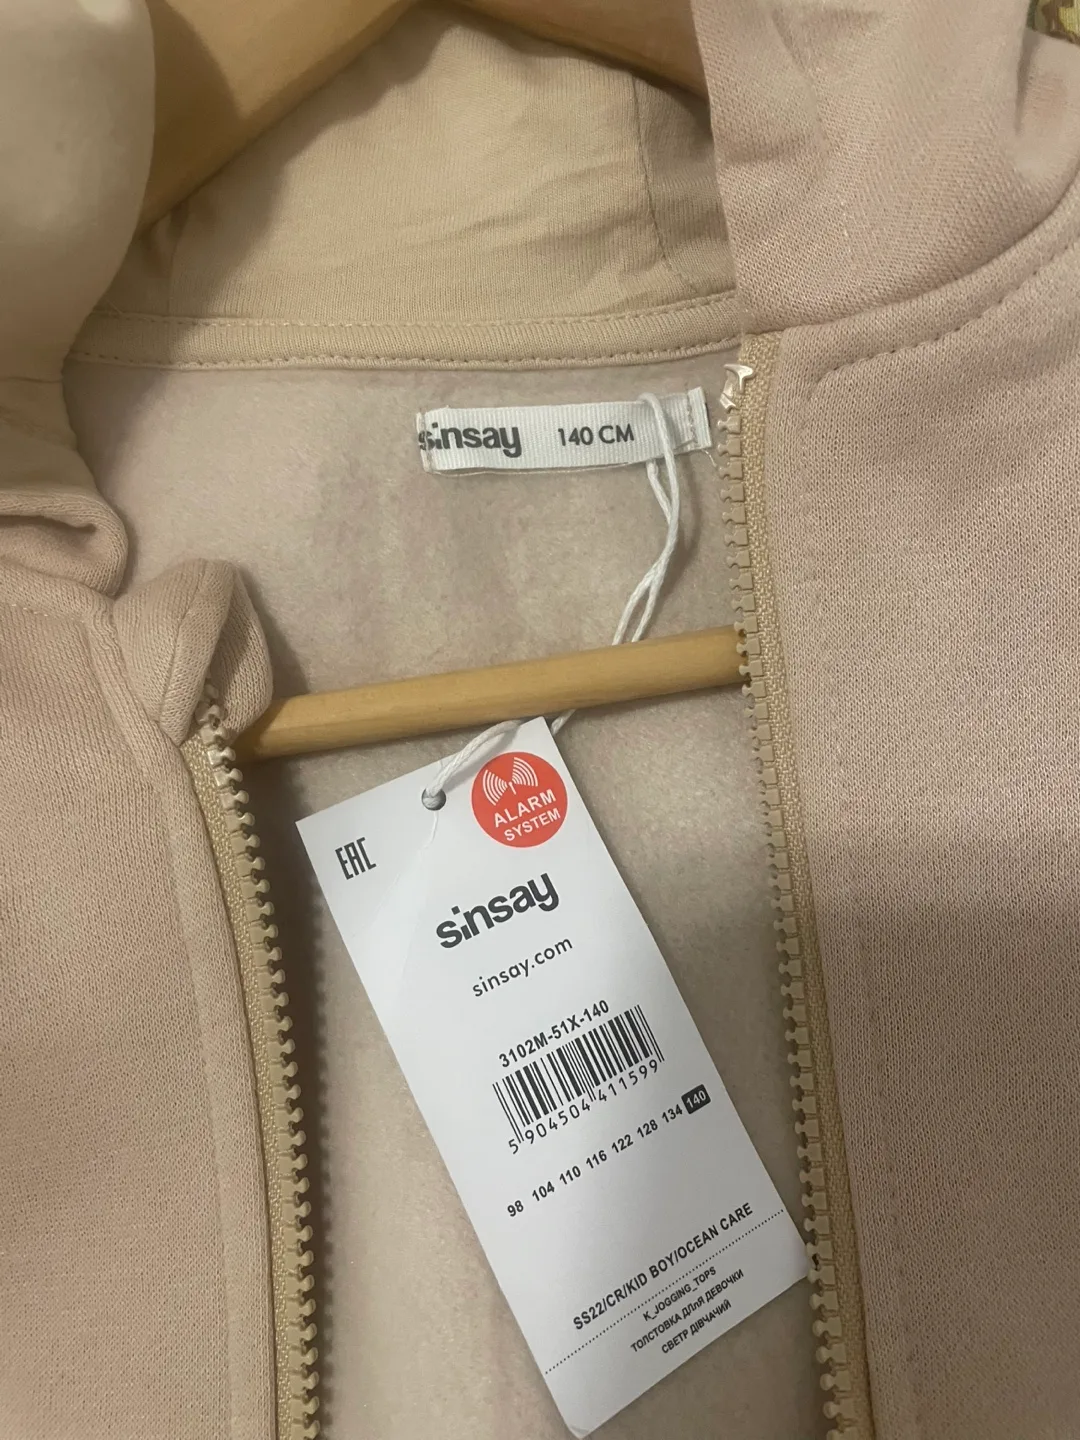 sinsay 140 CM
ALARM
SYSTEM
EAC
sinsay
sinsay.com
3102M-51X-140
5 904504 411599
98 104 110 116 122 128 134 140
SS22/CR/KID BOY/OCEAN CARE
K_JOGGING_TOPS
ТОЛСТОВКА ДЛяЯ ДЕВОЧКИ
СВЕТР ДІВЧАЧИЙ